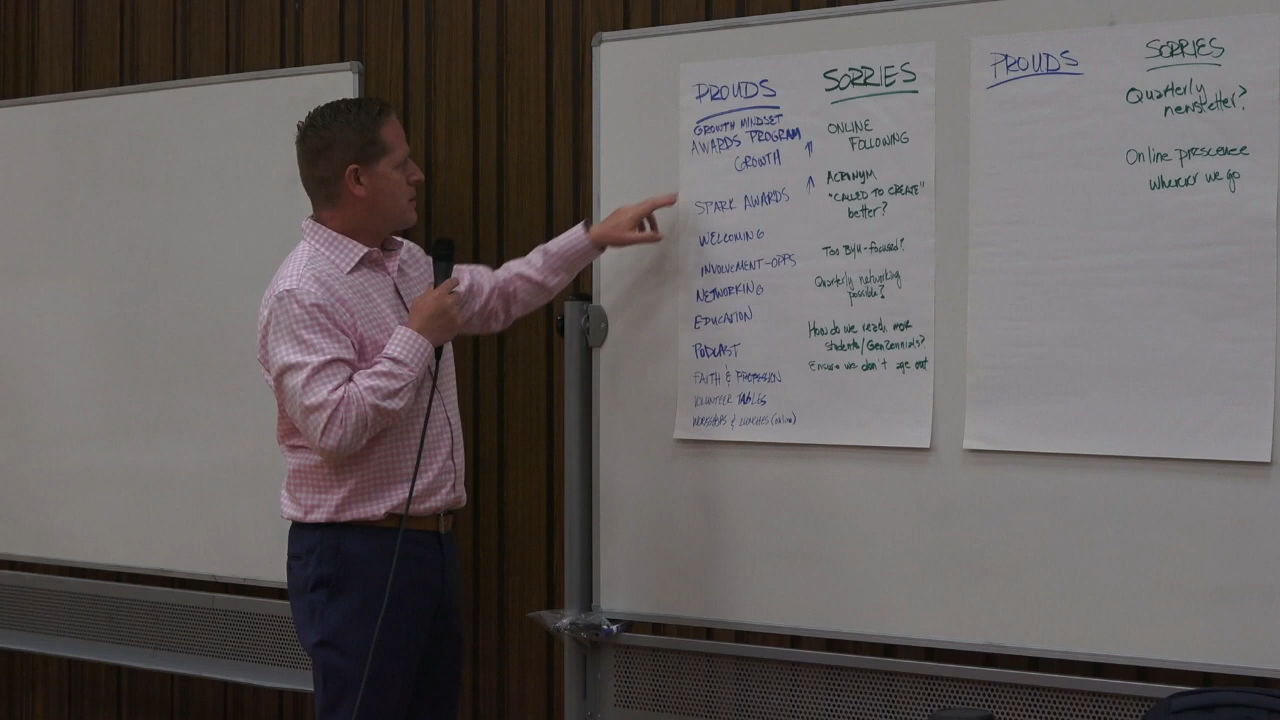 PROUDS
GROWTH MINDSET
AWARDS PROGRAM
GROWTH
SPARK AWARDS
WELCOMING
INVOLVEMENT-OPPS
NETWORKING
EDUCATION
PODCAST
FAITH & PROFESSION
VOLUNTEER TABLES
WORKSHOPS & LUNCHES (online)
SORRIES
ONLINE
FOLLOWING
ACRONYM
"CALLED TO CREATE"
better?
TOO BYU-FOCUSED?
Quarterly networking
possible?
How do we reach more
students/GenZennials?
Ensure we don't age out
PROUDS
SORRIES
Quarterly
newsletter?
Online prescence
wherever we go